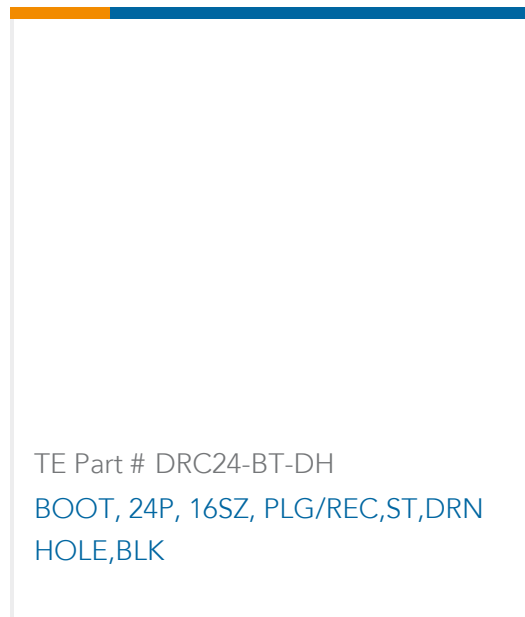 TE Part # DRC24-BT-DH
BOOT, 24P, 16SZ, PLG/REC,ST,DRN
HOLE,BLK